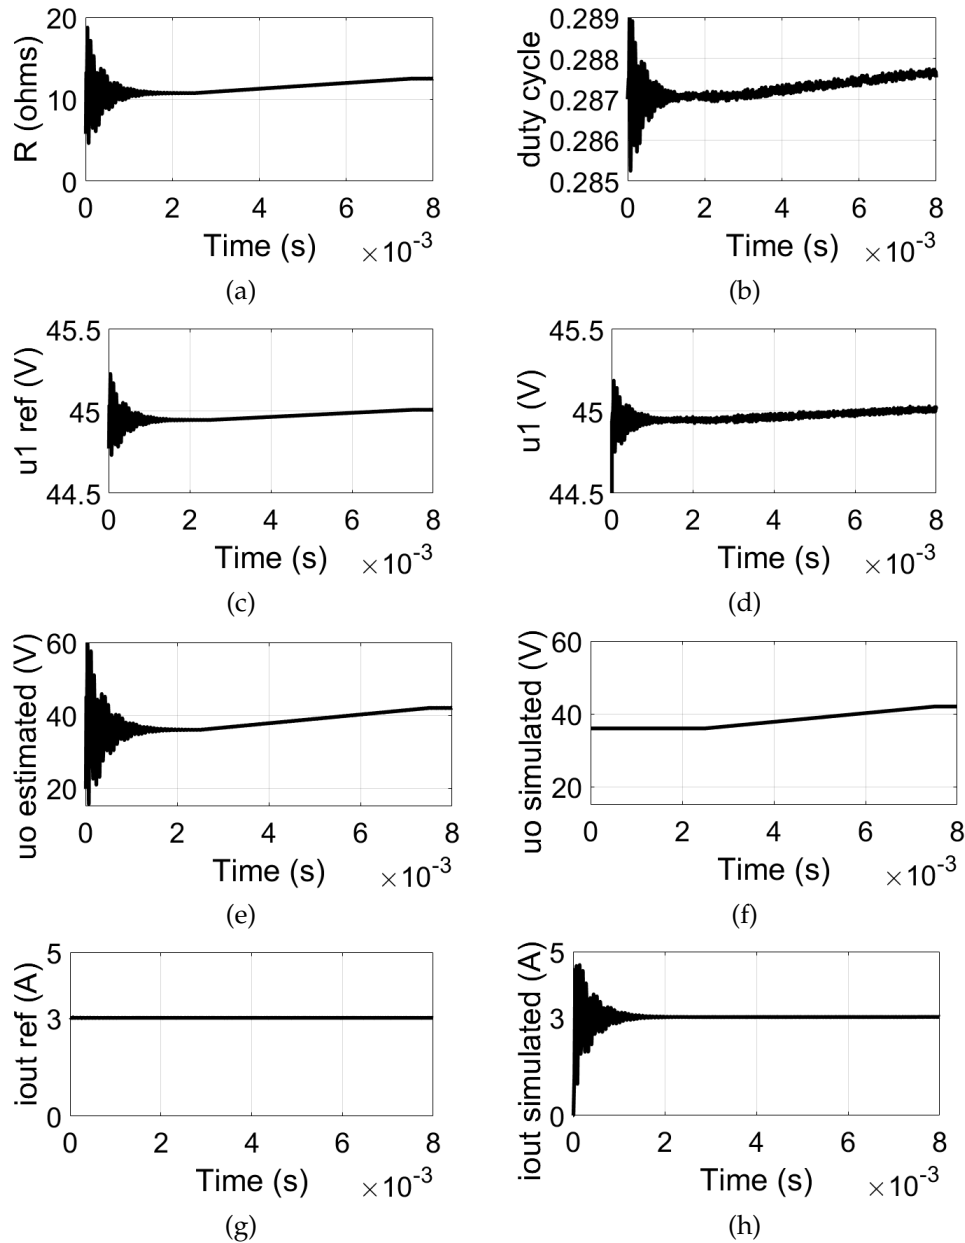 R (ohms)
20
10
0
0 2 4 6 8
Time (s) ×10-3
(a)
duty cycle
0.289
0.288
0.287
0.286
0.285
0 2 4 6 8
Time (s) ×10-3
(b)
u1 ref (V)
45.5
45
44.5
0 2 4 6 8
Time (s) ×10-3
(c)
u1 (V)
45.5
45
44.5
0 2 4 6 8
Time (s) ×10-3
(d)
uo estimated (V)
60
40
20
0 2 4 6 8
Time (s) ×10-3
(e)
uo simulated (V)
60
40
20
0 2 4 6 8
Time (s) ×10-3
(f)
iout ref (A)
5
3
0
0 2 4 6 8
Time (s) ×10-3
(g)
iout simulated (A)
5
3
0
0 2 4 6 8
Time (s) ×10-3
(h)